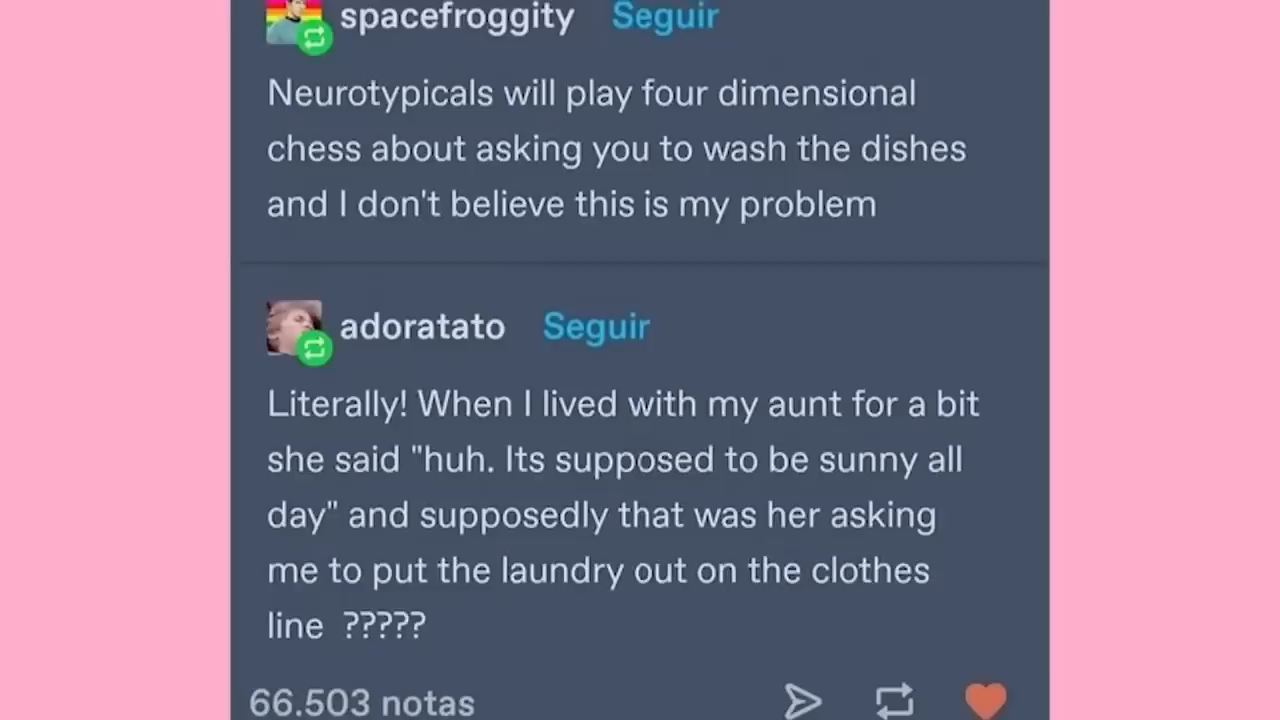 spacefroggity Seguir
Neurotypicals will play four dimensional
chess about asking you to wash the dishes
and I don't believe this is my problem
adoratato Seguir
Literally! When I lived with my aunt for a bit
she said "huh. Its supposed to be sunny all
day" and supposedly that was her asking
me to put the laundry out on the clothes
line ?????
66.503 notas